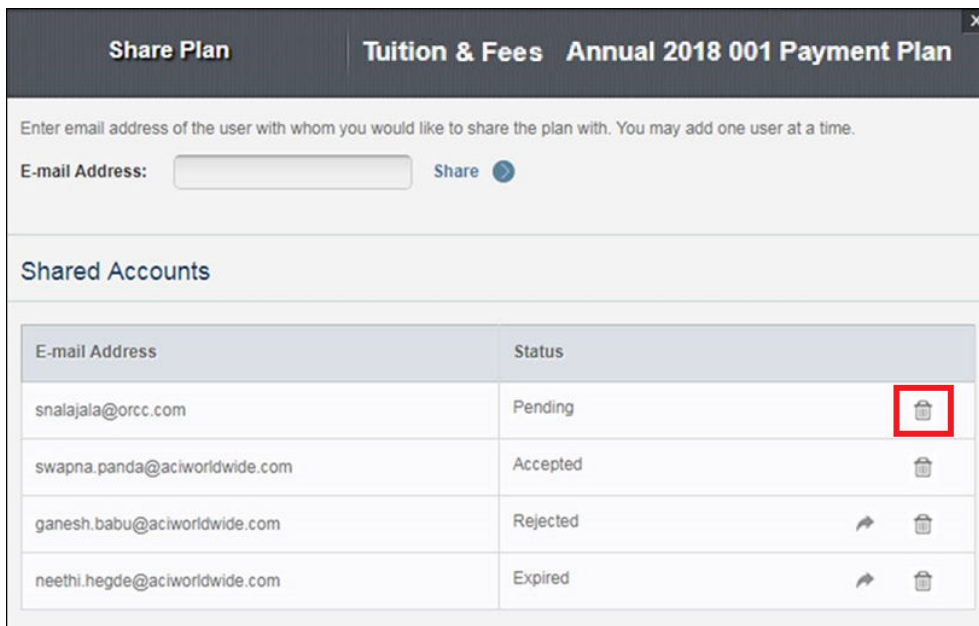 Share Plan Tuition & Fees Annual 2018 001 Payment Plan
Enter email address of the user with whom you would like to share the plan with. You may add one user at a time.
E-mail Address: Share
Shared Accounts
E-mail Address Status
snalajala@orcc.com Pending
swapna.panda@aciworldwide.com Accepted
ganesh.babu@aciworldwide.com Rejected
neethi.hegde@aciworldwide.com Expired